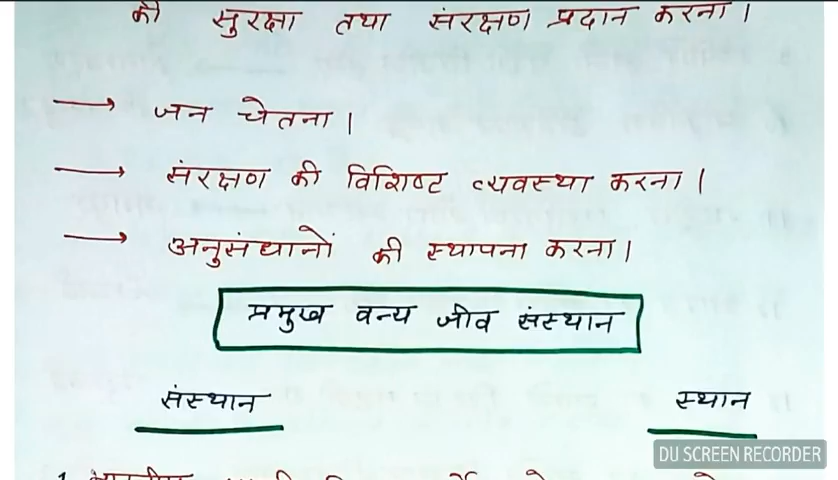 की सुरक्षा तथा संरक्षण प्रदान करना।
→ जन चेतना।
→ संरक्षण की विशिष्ट व्यवस्था करना।
→ अनुसंधानों की स्थापना करना।
प्रमुख वन्य जीव संस्थान
संस्थान स्थान
DU SCREEN RECORDER